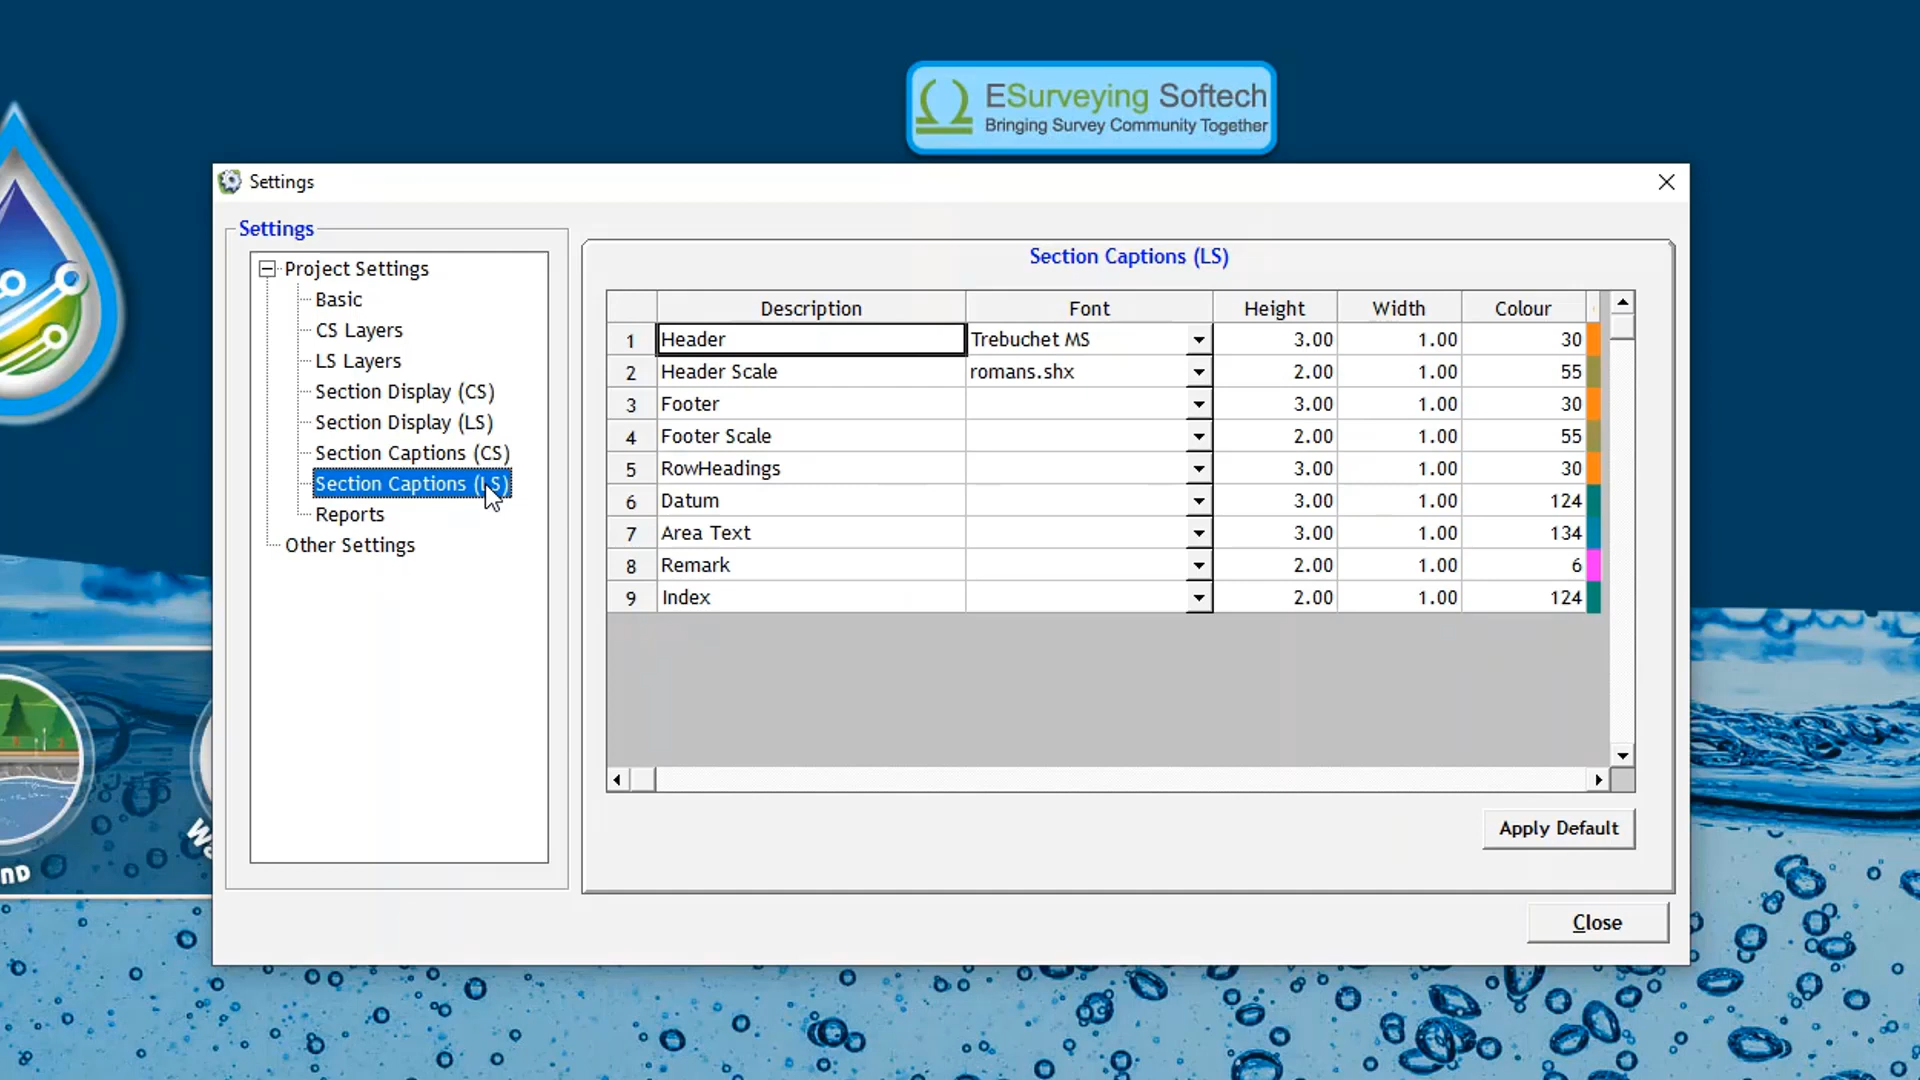 ESurveying Softech
Bringing Survey Community Together
Settings
Settings
Project Settings
Basic
CS Layers
LS Layers
Section Display (CS)
Section Display (LS)
Section Captions (CS)
Section Captions (LS)
Reports
Other Settings
Section Captions (LS)
Description Font Height Width Colour
1 Header Trebuchet MS 3.00 1.00 30
2 Header Scale romans.shx 2.00 1.00 55
3 Footer 3.00 1.00 30
4 Footer Scale 2.00 1.00 55
5 RowHeadings 3.00 1.00 30
6 Datum 3.00 1.00 124
7 Area Text 3.00 1.00 134
8 Remark 2.00 1.00 6
9 Index 2.00 1.00 124
Apply Default
Close